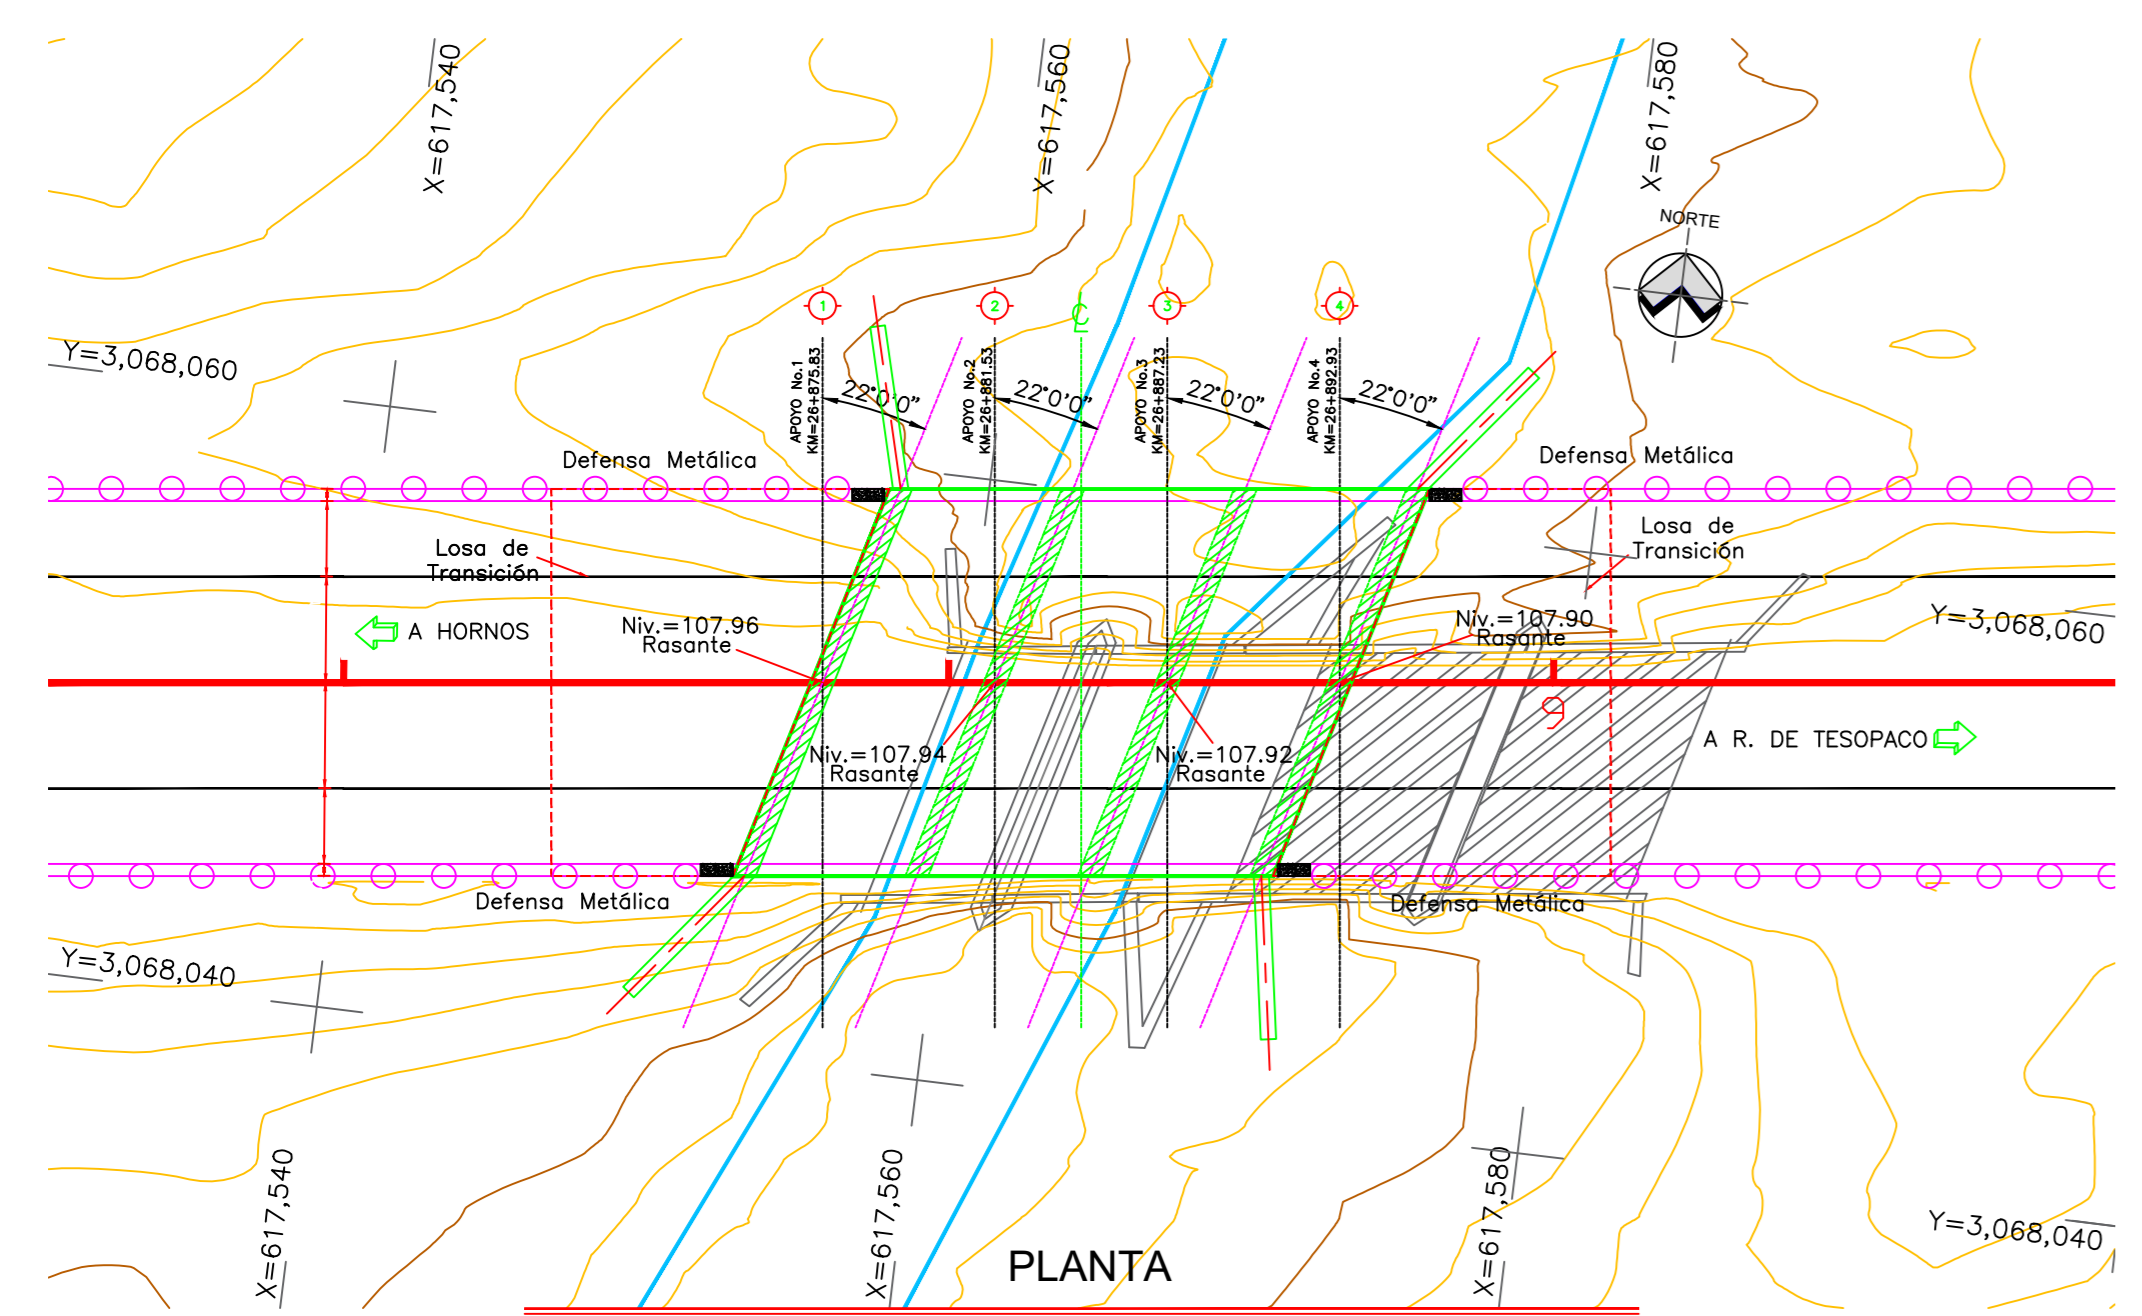 X=617,540
X=617,560
X=617,580
NORTE
1
2
3
4
Y=3,068,060
APOYO No.1
KM=26+875.83
22°0'0"
APOYO No.2
KM=26+881.53
22°0'0"
APOYO No.3
KM=26+887.23
22°0'0"
APOYO No.4
KM=26+892.93
22°0'0"
Defensa Metálica
Defensa Metálica
Losa de
Transición
Losa de
Transición
A HORNOS
Niv.=107.96
Rasante
Niv.=107.90
Rasante
Y=3,068,060
9
Niv.=107.94
Rasante
Niv.=107.92
Rasante
A R. DE TESOPACO
Defensa Metálica
Defensa Metálica
Y=3,068,040
X=617,540
X=617,560
X=617,580
Y=3,068,040
PLANTA